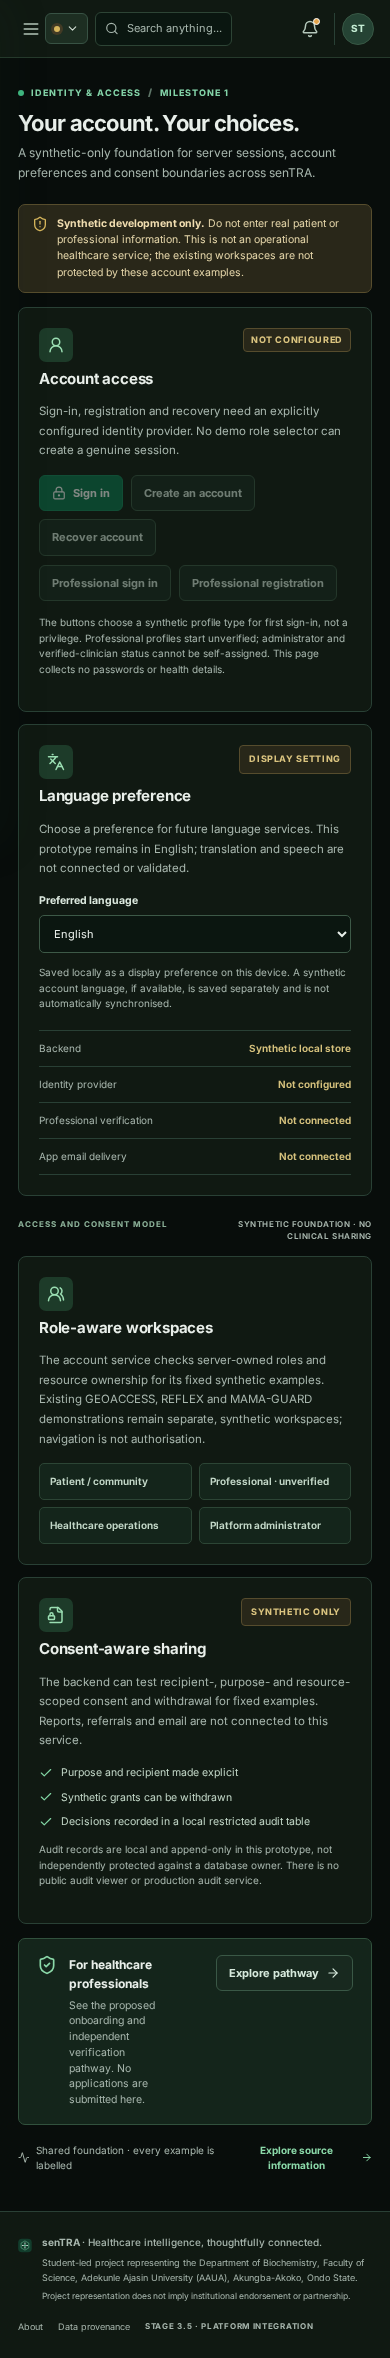 Search anything...
ST
IDENTITY & ACCESS / MILESTONE 1
Your account. Your choices.
A synthetic-only foundation for server sessions, account
preferences and consent boundaries across senTRA.
Synthetic development only. Do not enter real patient or
professional information. This is not an operational
healthcare service; the existing workspaces are not
protected by these account examples.
NOT CONFIGURED
Account access
Sign-in, registration and recovery need an explicitly
configured identity provider. No demo role selector can
create a genuine session.
Sign in
Create an account
Recover account
Professional sign in
Professional registration
The buttons choose a synthetic profile type for first sign-in, not a
privilege. Professional profiles start unverified; administrator and
verified-clinician status cannot be self-assigned. This page
collects no passwords or health details.
DISPLAY SETTING
Language preference
Choose a preference for future language services. This
prototype remains in English; translation and speech are
not connected or validated.
Preferred language
English
Saved locally as a display preference on this device. A synthetic
account language, if available, is saved separately and is not
automatically synchronised.
Backend Synthetic local store
Identity provider Not configured
Professional verification Not connected
App email delivery Not connected
ACCESS AND CONSENT MODEL
SYNTHETIC FOUNDATION · NO
CLINICAL SHARING
Role-aware workspaces
The account service checks server-owned roles and
resource ownership for its fixed synthetic examples.
Existing GEOACCESS, REFLEX and MAMA-GUARD
demonstrations remain separate, synthetic workspaces;
navigation is not authorisation.
Patient / community
Professional · unverified
Healthcare operations
Platform administrator
SYNTHETIC ONLY
Consent-aware sharing
The backend can test recipient-, purpose- and resource-
scoped consent and withdrawal for fixed examples.
Reports, referrals and email are not connected to this
service.
Purpose and recipient made explicit
Synthetic grants can be withdrawn
Decisions recorded in a local restricted audit table
Audit records are local and append-only in this prototype, not
independently protected against a database owner. There is no
public audit viewer or production audit service.
For healthcare
professionals
See the proposed
onboarding and
independent
verification
pathway. No
applications are
submitted here.
Explore pathway
Shared foundation · every example is
labelled
Explore source
information
senTRA · Healthcare intelligence, thoughtfully connected.
Student-led project representing the Department of Biochemistry, Faculty of
Science, Adekunle Ajasin University (AAUA), Akungba-Akoko, Ondo State.
Project representation does not imply institutional endorsement or partnership.
About Data provenance STAGE 3.5 · PLATFORM INTEGRATION